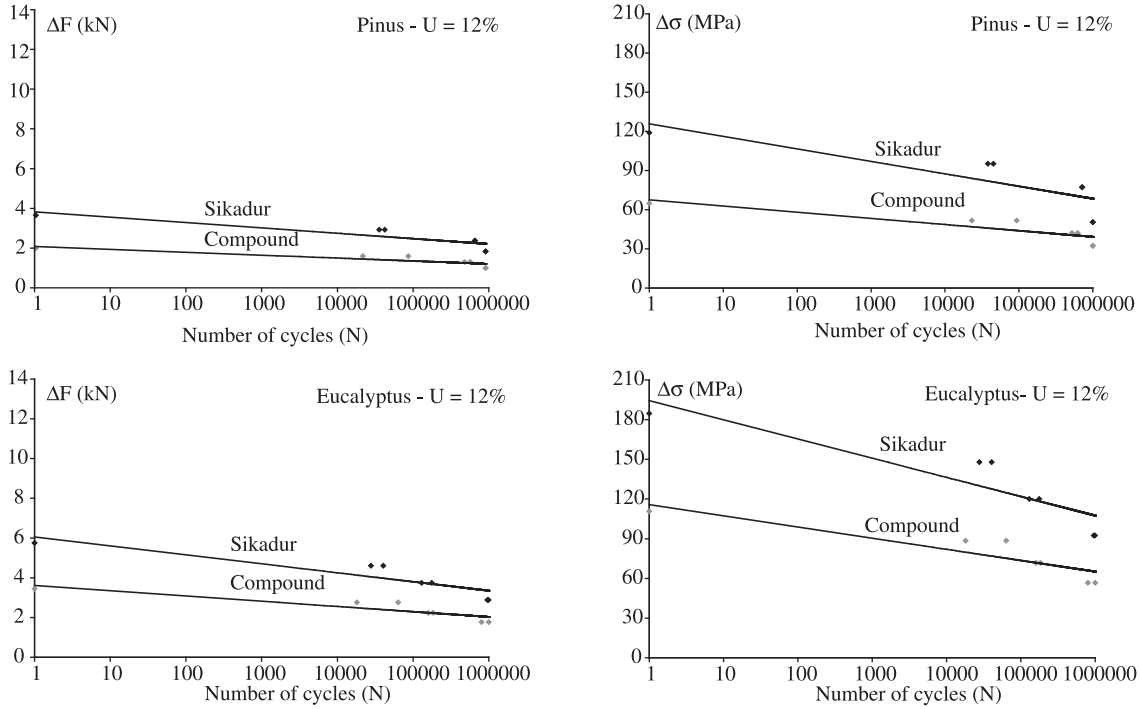 14
ΔF (kN)
Pinus - U = 12%
12
10
8
6
4
Sikadur
Compound
2
0
1 10 100 1000 10000 100000 1000000
Number of cycles (N)
210
Δσ (MPa)
Pinus - U = 12%
180
150
120
Sikadur
90
Compound
60
30
0
1 10 100 1000 10000 100000 1000000
Number of cycles (N)
14
ΔF (kN)
Eucalyptus - U = 12%
12
10
8
6
Sikadur
4
Compound
2
0
1 10 100 1000 10000 100000 1000000
Number of cycles (N)
210
Δσ (MPa)
Eucalyptus- U = 12%
180
Sikadur
150
120
Compound
90
60
30
0
1 10 100 1000 10000 100000 1000000
Number of cycles (N)